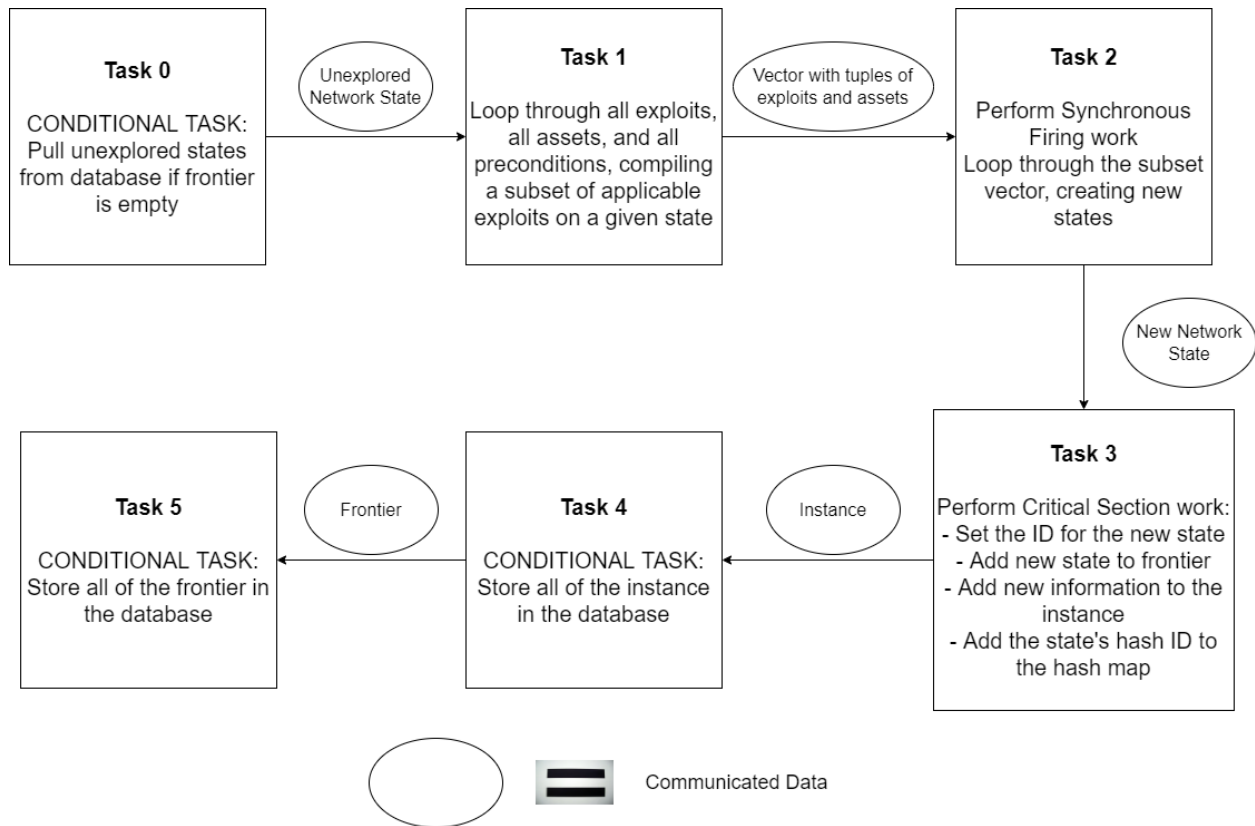 Task 0
CONDITIONAL TASK:
Pull unexplored states
from database if frontier
is empty
Unexplored
Network State
Task 1
Loop through all exploits,
all assets, and all
preconditions, compiling
a subset of applicable
exploits on a given state
Vector with tuples of
exploits and assets
Task 2
Perform Synchronous
Firing work
Loop through the subset
vector, creating new
states
New Network
State
Task 3
Perform Critical Section work:
- Set the ID for the new state
- Add new state to frontier
- Add new information to the
instance
- Add the state's hash ID to
the hash map
Instance
Task 4
CONDITIONAL TASK:
Store all of the instance
in the database
Frontier
Task 5
CONDITIONAL TASK:
Store all of the frontier in
the database
Communicated Data